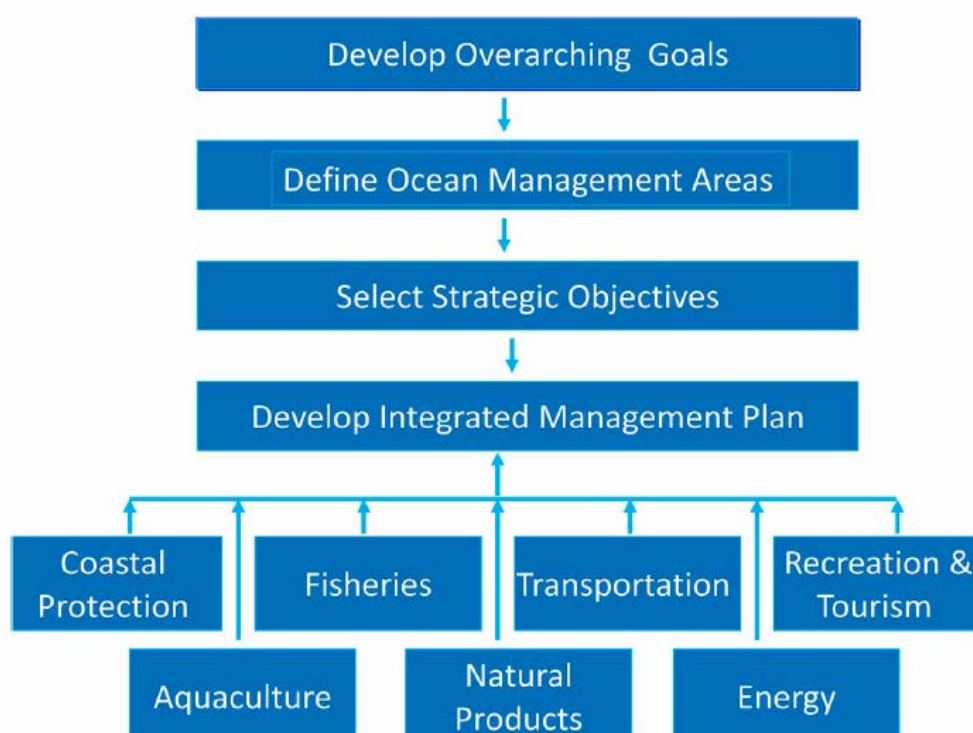 Develop Overarching Goals
Define Ocean Management Areas
Select Strategic Objectives
Develop Integrated Management Plan
Coastal
Protection
Fisheries
Transportation
Recreation &
Tourism
Aquaculture
Natural
Products
Energy